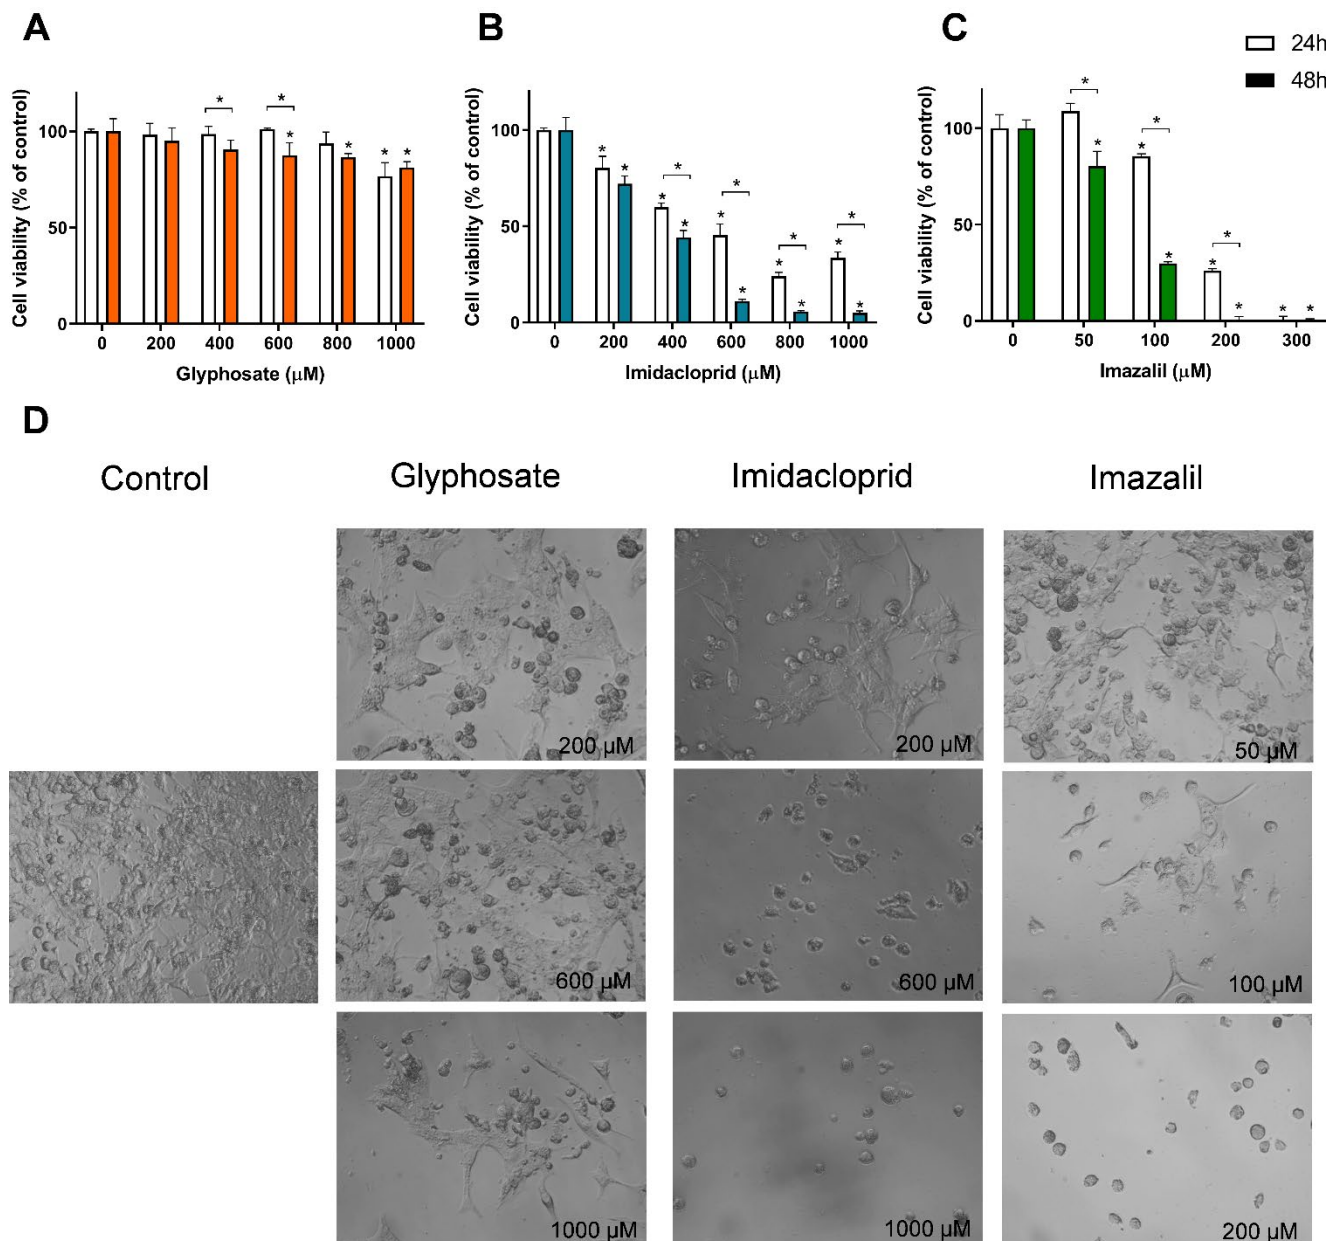 A
B
C
24h
48h
Cell viability (% of control)
100
50
0
* *
* * * *
0 200 400 600 800 1000
Glyphosate (μM)
Cell viability (% of control)
100
50
0
* * * *
* * * * * * * * * *
0 200 400 600 800 1000
Imidacloprid (μM)
Cell viability (% of control)
100
50
0
* * *
* * * * * * *
0 50 100 200 300
Imazalil (μM)
D
Control
Glyphosate
Imidacloprid
Imazalil
200 μM
200 μM
50 μM
600 μM
600 μM
100 μM
1000 μM
1000 μM
200 μM